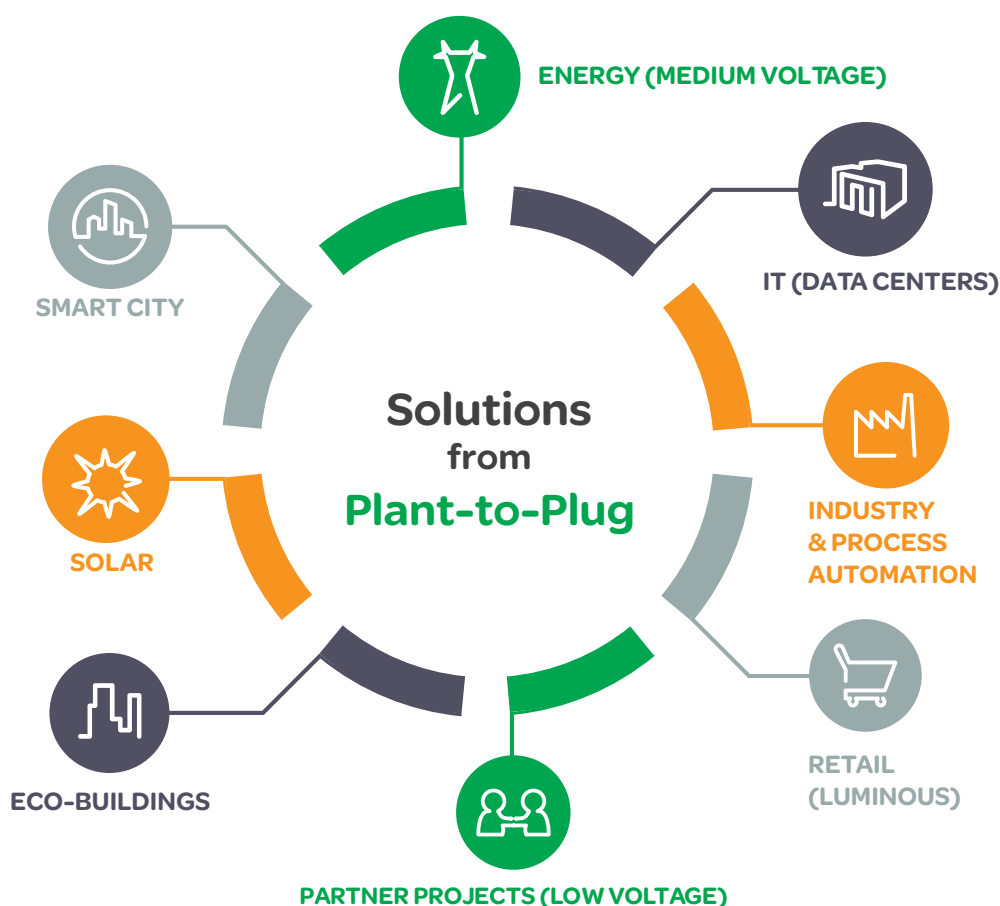 ENERGY (MEDIUM VOLTAGE)
IT (DATA CENTERS)
SMART CITY
Solutions
from
Plant-to-Plug
INDUSTRY
& PROCESS
AUTOMATION
SOLAR
RETAIL
(LUMINOUS)
ECO-BUILDINGS
PARTNER PROJECTS (LOW VOLTAGE)